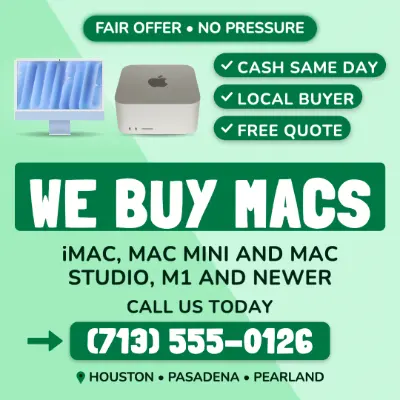 FAIR OFFER • NO PRESSURE
CASH SAME DAY
LOCAL BUYER
FREE QUOTE
WE BUY MACS
iMAC, MAC MINI AND MAC
STUDIO, M1 AND NEWER
CALL US TODAY
(713) 555-0126
HOUSTON • PASADENA • PEARLAND